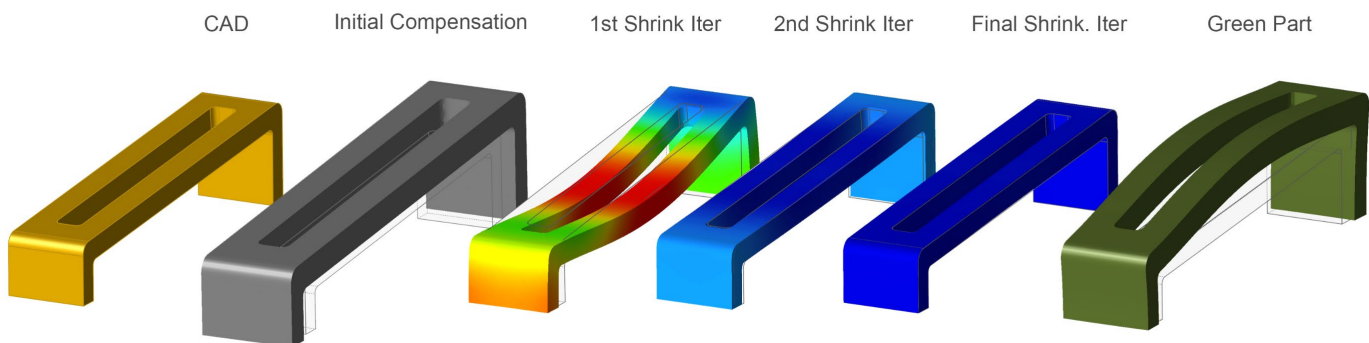 CAD
Initial Compensation
1st Shrink Iter
2nd Shrink Iter
Final Shrink. Iter
Green Part